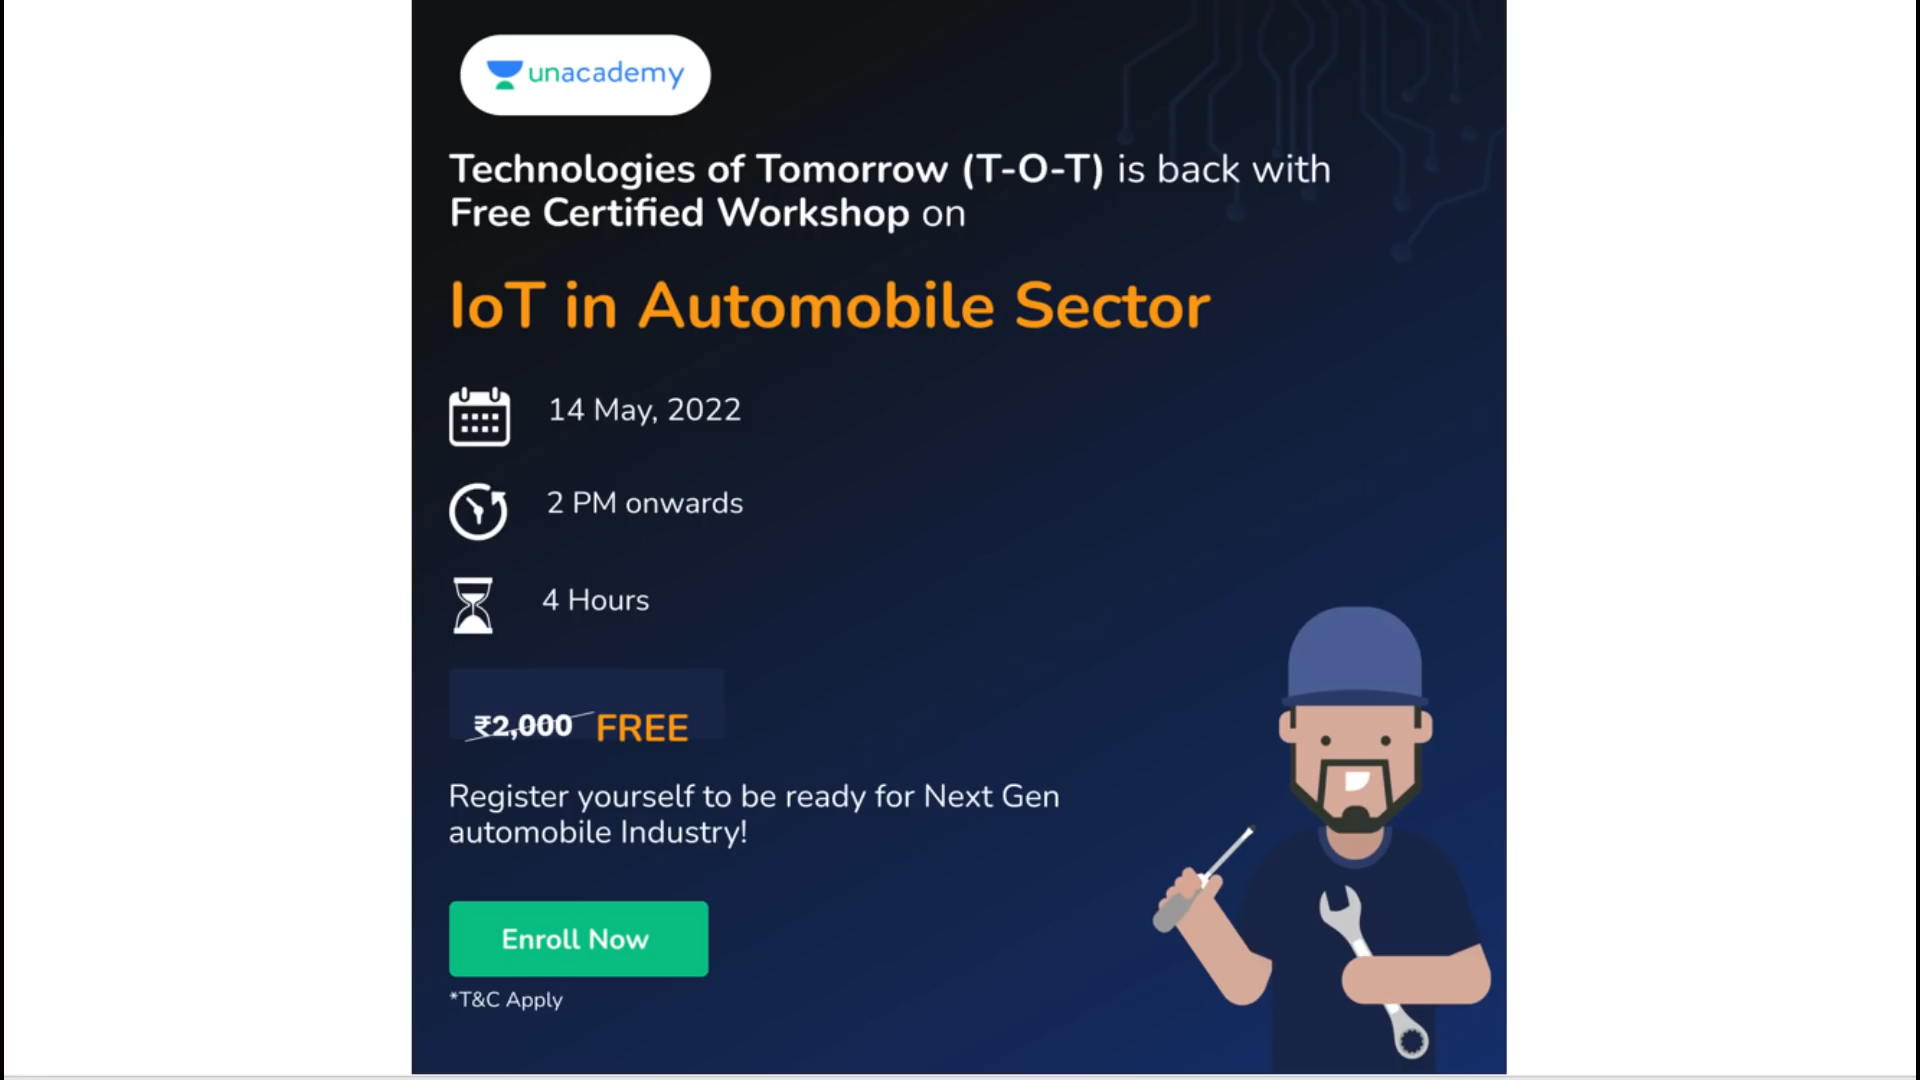 unacademy
Technologies of Tomorrow (T-O-T) is back with
Free Certified Workshop on
IoT in Automobile Sector
14 May, 2022
2 PM onwards
4 Hours
₹2,000 FREE
Register yourself to be ready for Next Gen
automobile Industry!
Enroll Now
*T&C Apply